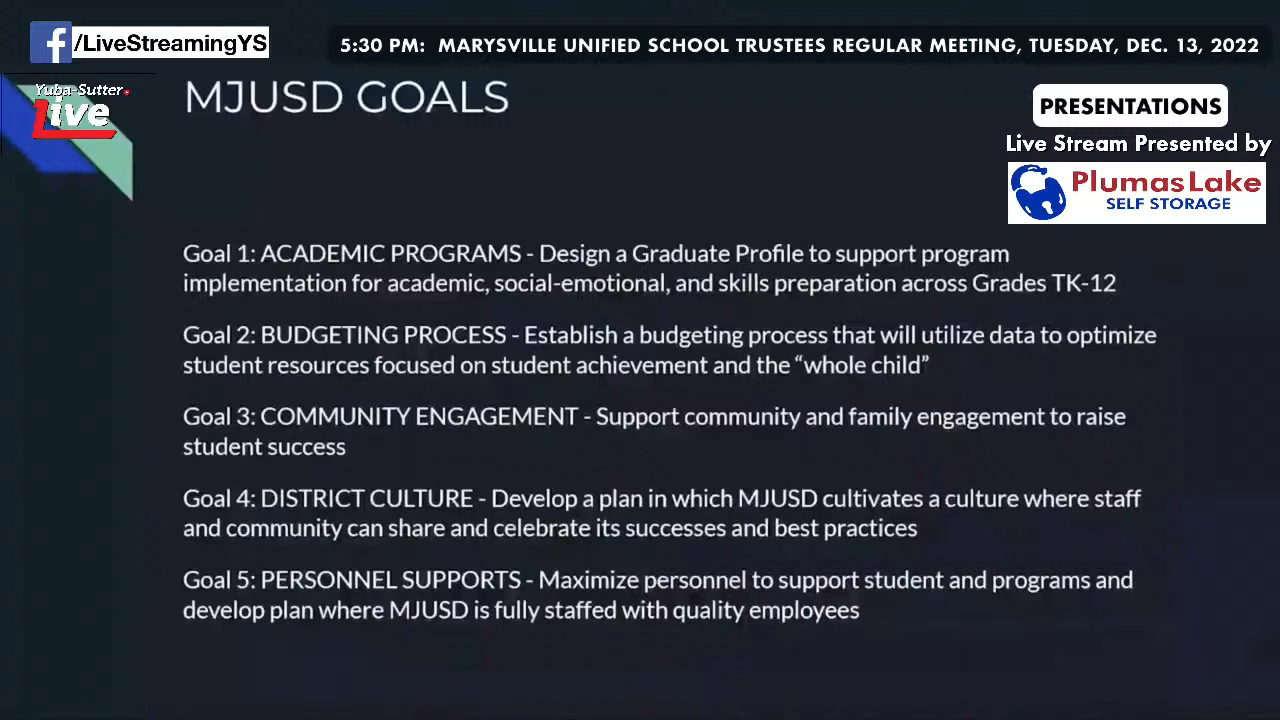 /LiveStreamingYS
5:30 PM: MARYSVILLE UNIFIED SCHOOL TRUSTEES REGULAR MEETING, TUESDAY, DEC. 13, 2022
Yuba-Sutter
Live
MJUSD GOALS
PRESENTATIONS
Live Stream Presented by
Plumas Lake
SELF STORAGE
Goal 1: ACADEMIC PROGRAMS - Design a Graduate Profile to support program
implementation for academic, social-emotional, and skills preparation across Grades TK-12
Goal 2: BUDGETING PROCESS - Establish a budgeting process that will utilize data to optimize
student resources focused on student achievement and the “whole child”
Goal 3: COMMUNITY ENGAGEMENT - Support community and family engagement to raise
student success
Goal 4: DISTRICT CULTURE - Develop a plan in which MJUSD cultivates a culture where staff
and community can share and celebrate its successes and best practices
Goal 5: PERSONNEL SUPPORTS - Maximize personnel to support student and programs and
develop plan where MJUSD is fully staffed with quality employees